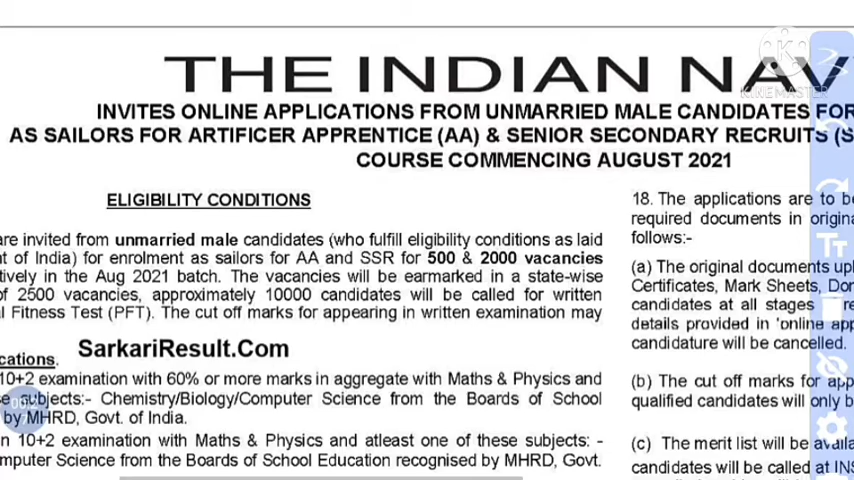 THE INDIAN NAV
INVITES ONLINE APPLICATIONS FROM UNMARRIED MALE CANDIDATES FOR
AS SAILORS FOR ARTIFICER APPRENTICE (AA) & SENIOR SECONDARY RECRUITS (S
COURSE COMMENCING AUGUST 2021
KINEMASTER
ELIGIBILITY CONDITIONS
are invited from unmarried male candidates (who fulfill eligibility conditions as laid
t of India) for enrolment as sailors for AA and SSR for 500 & 2000 vacancies
tively in the Aug 2021 batch. The vacancies will be earmarked in a state-wise
of 2500 vacancies, approximately 10000 candidates will be called for written
l Fitness Test (PFT). The cut off marks for appearing in written examination may
SarkariResult.Com
cations.
10+2 examination with 60% or more marks in aggregate with Maths & Physics and
e subjects:- Chemistry/Biology/Computer Science from the Boards of School
by MHRD, Govt. of India.
n 10+2 examination with Maths & Physics and atleast one of these subjects: -
mputer Science from the Boards of School Education recognised by MHRD, Govt.
18. The applications are to be
required documents in origina
follows:-
(a) The original documents upl
Certificates, Mark Sheets, Dom
candidates at all stages re
details provided in 'online app
candidature will be cancelled.
(b) The cut off marks for app
qualified candidates will only b
(c) The merit list will be availa
candidates will be called at INS